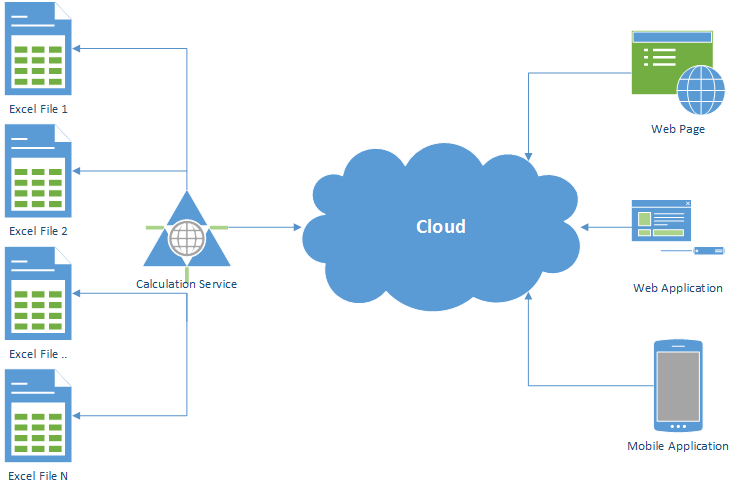 Excel File 1
Excel File 2
Excel File ..
Excel File N
Calculation Service
Cloud
Web Page
Web Application
Mobile Application